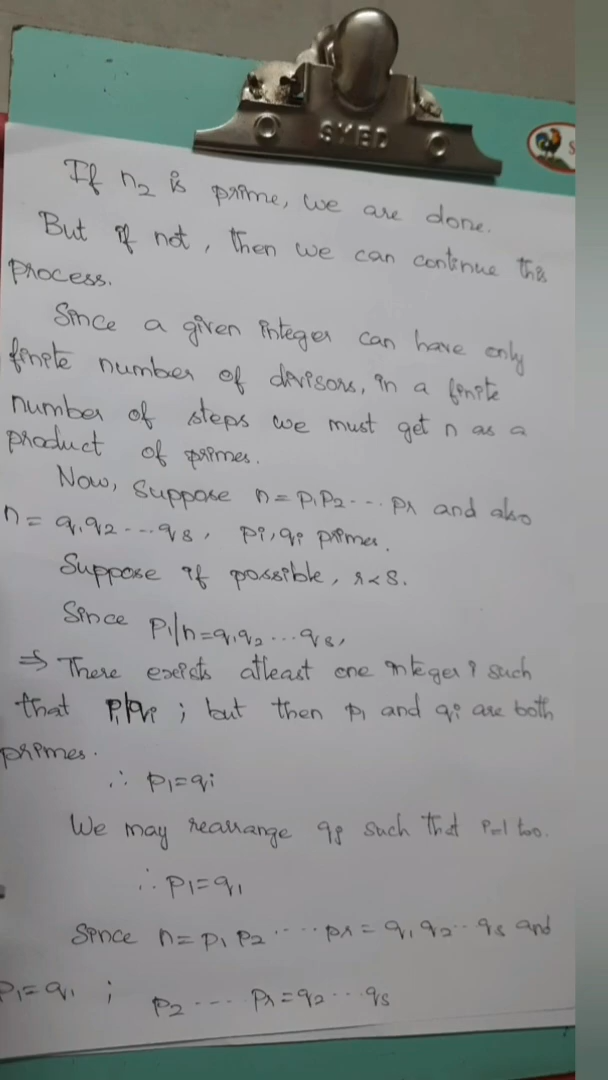 SKED
S
If n₂ is prime, we are done.
But if not, then we can continue this
process.
Since a given integer can have only
finite number of divisors, in a finite
number of steps we must get n as a
product of primes.
Now, suppose n = p₁p₂ --- pr and also
n = q₁q₂ --- qs, pi, qi primes.
Suppose if possible, r<s.
Since p₁/n = q₁q₂ ... qs,
⇒ There exists atleast one integer i such
that p₁/qi ; but then p₁ and qi are both
primes.
∴ p₁ = qi
We may rearrange qi such that i=1 too.
∴ p₁ = q₁
Since n = p₁ p₂ ..... pr = q₁ q₂ .. qs and
p₁ = q₁ ; p₂ --- pr = q₂ ... qs